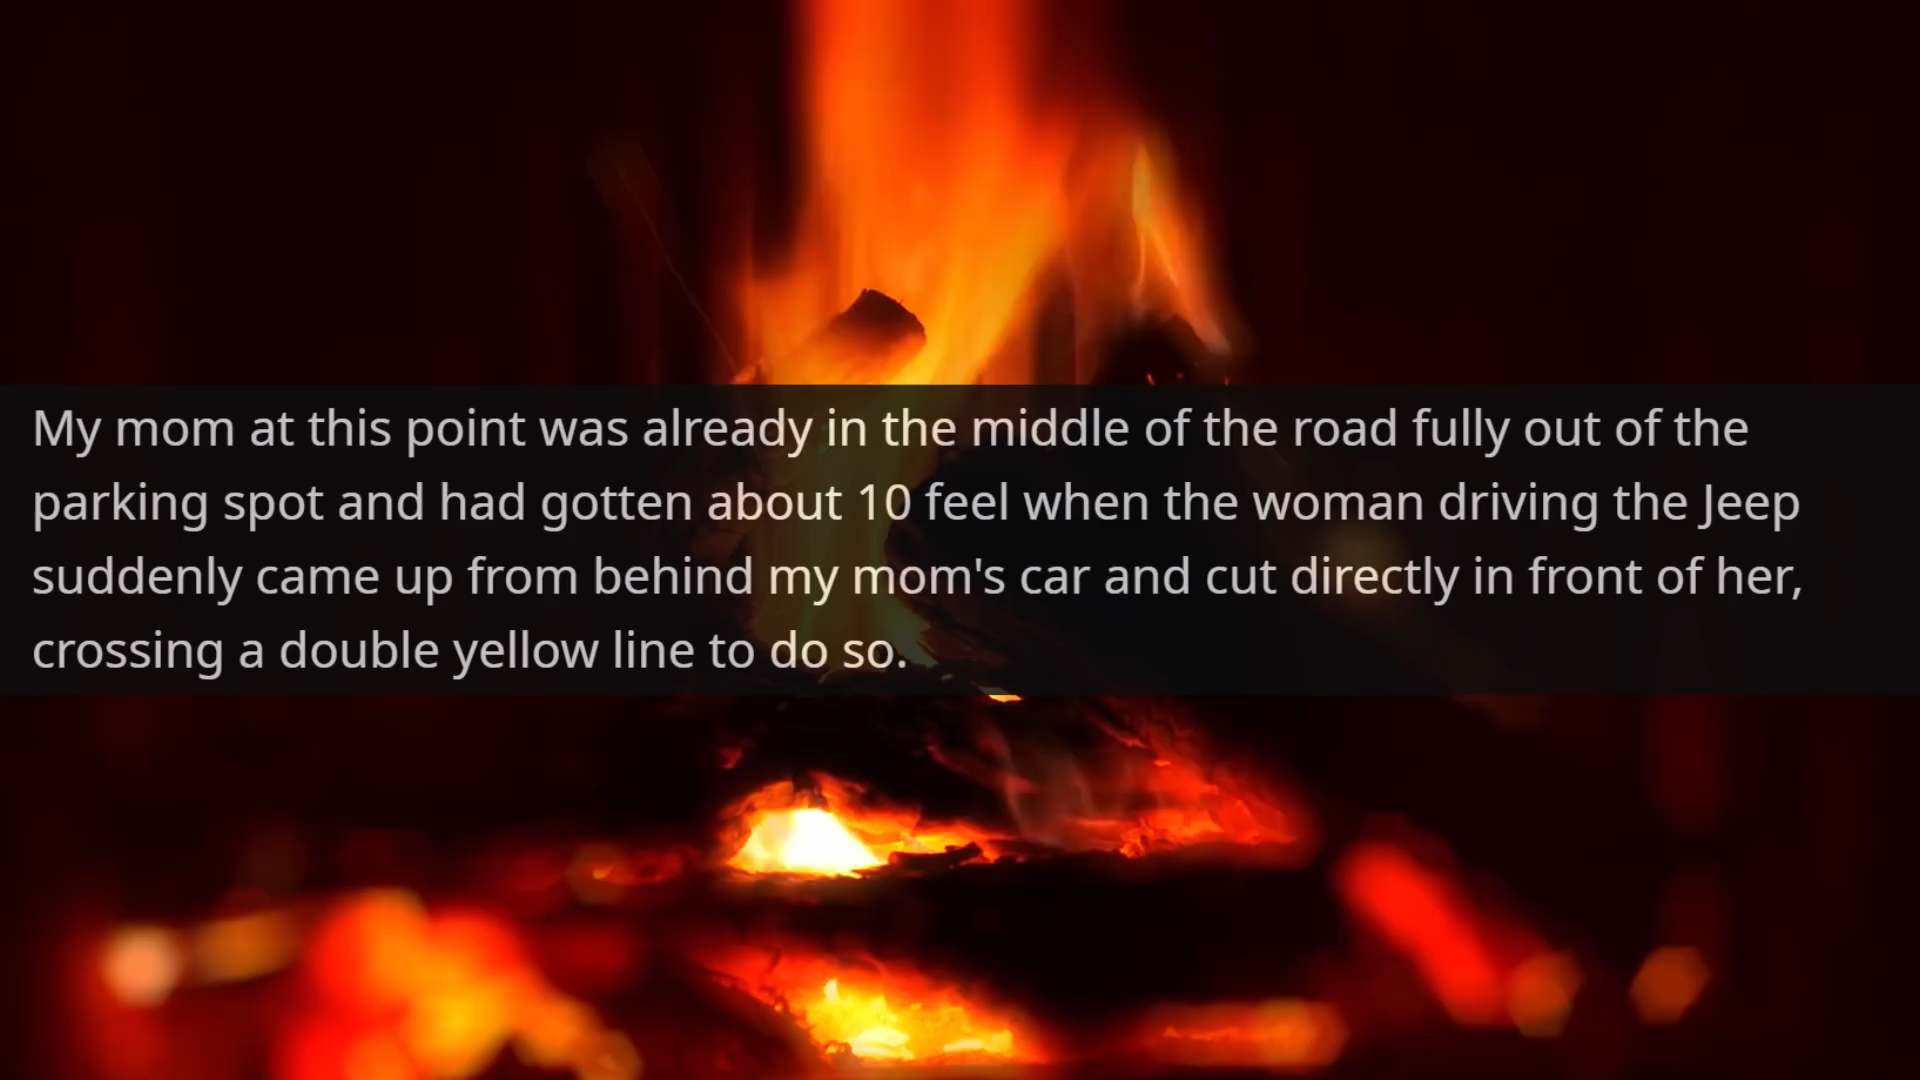 My mom at this point was already in the middle of the road fully out of the
parking spot and had gotten about 10 feel when the woman driving the Jeep
suddenly came up from behind my mom's car and cut directly in front of her,
crossing a double yellow line to do so.